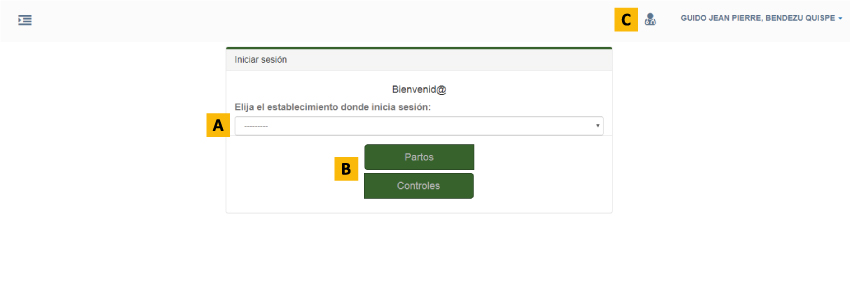 C
GUIDO JEAN PIERRE, BENDEZU QUISPE
Iniciar sesión
Bienvenid@
Elija el establecimiento donde inicia sesión:
A
---------
Partos
B
Controles